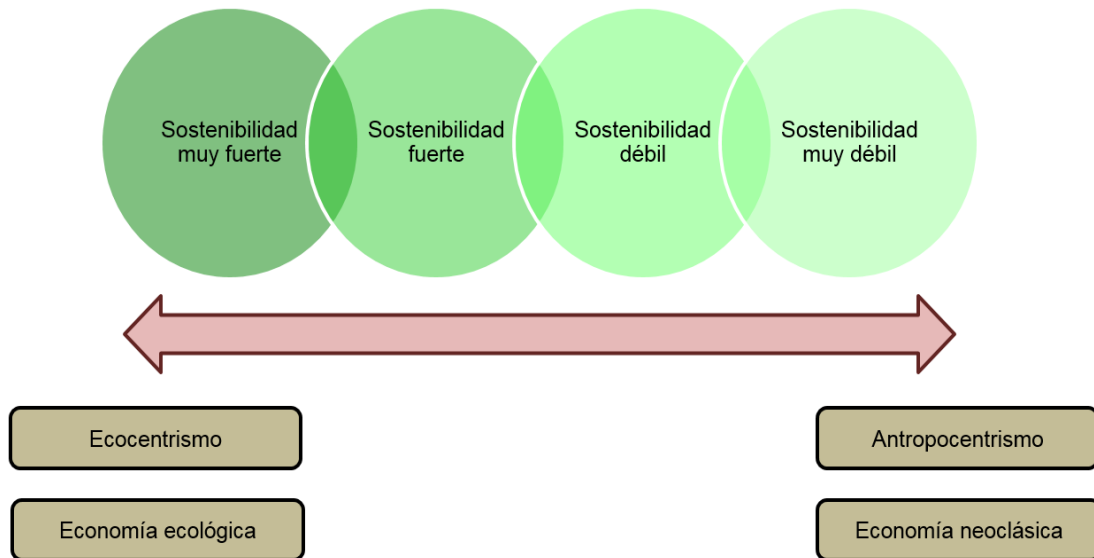 Sostenibilidad
muy fuerte
Sostenibilidad
fuerte
Sostenibilidad
débil
Sostenibilidad
muy débil
Ecocentrismo
Antropocentrismo
Economía ecológica
Economía neoclásica